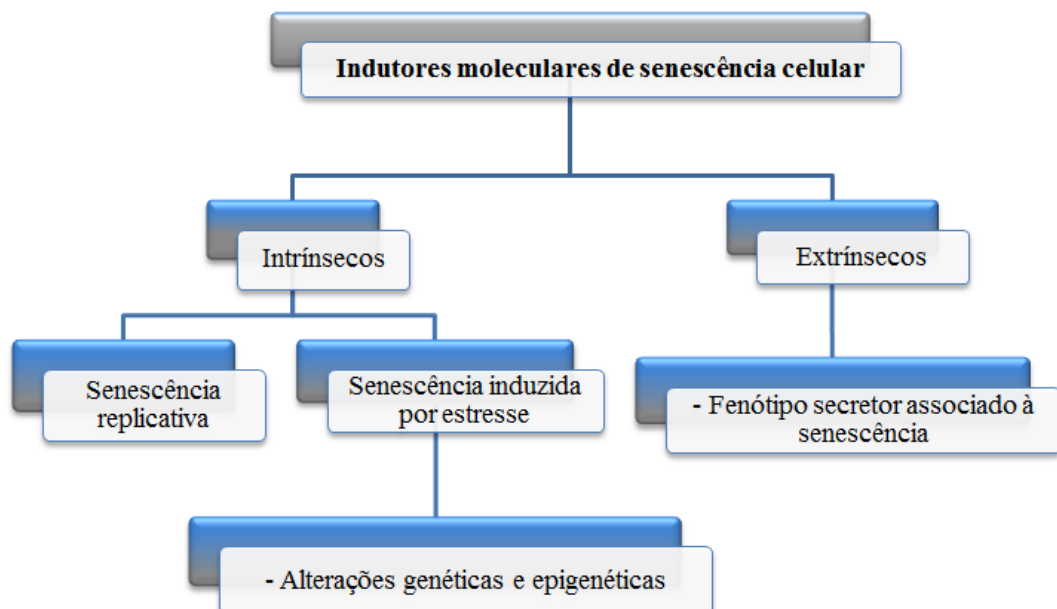 Indutores moleculares de senescência celular
Intrínsecos
Extrínsecos
Senescência
replicativa
Senescência induzida
por estresse
- Fenótipo secretor associado à
senescência
- Alterações genéticas e epigenéticas